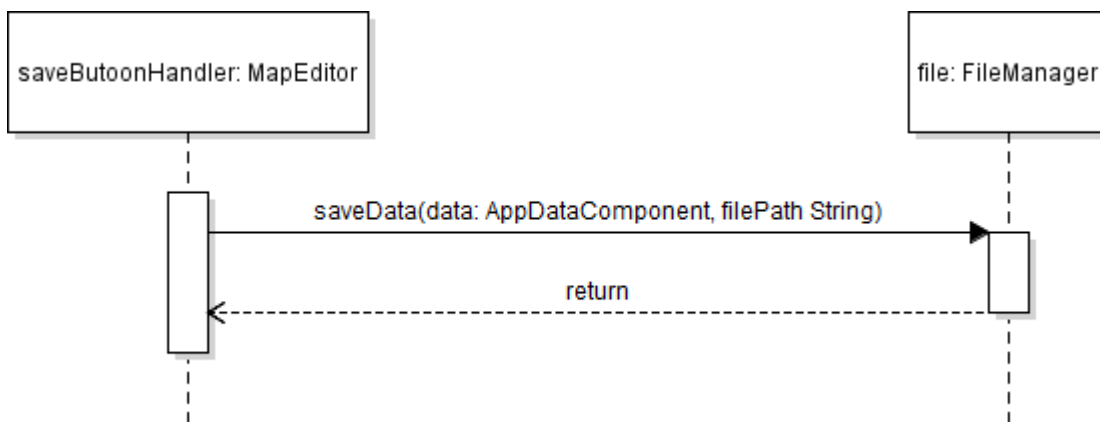 saveButoonHandler: MapEditor
file: FileManager
saveData(data: AppDataComponent, filePath String)
return